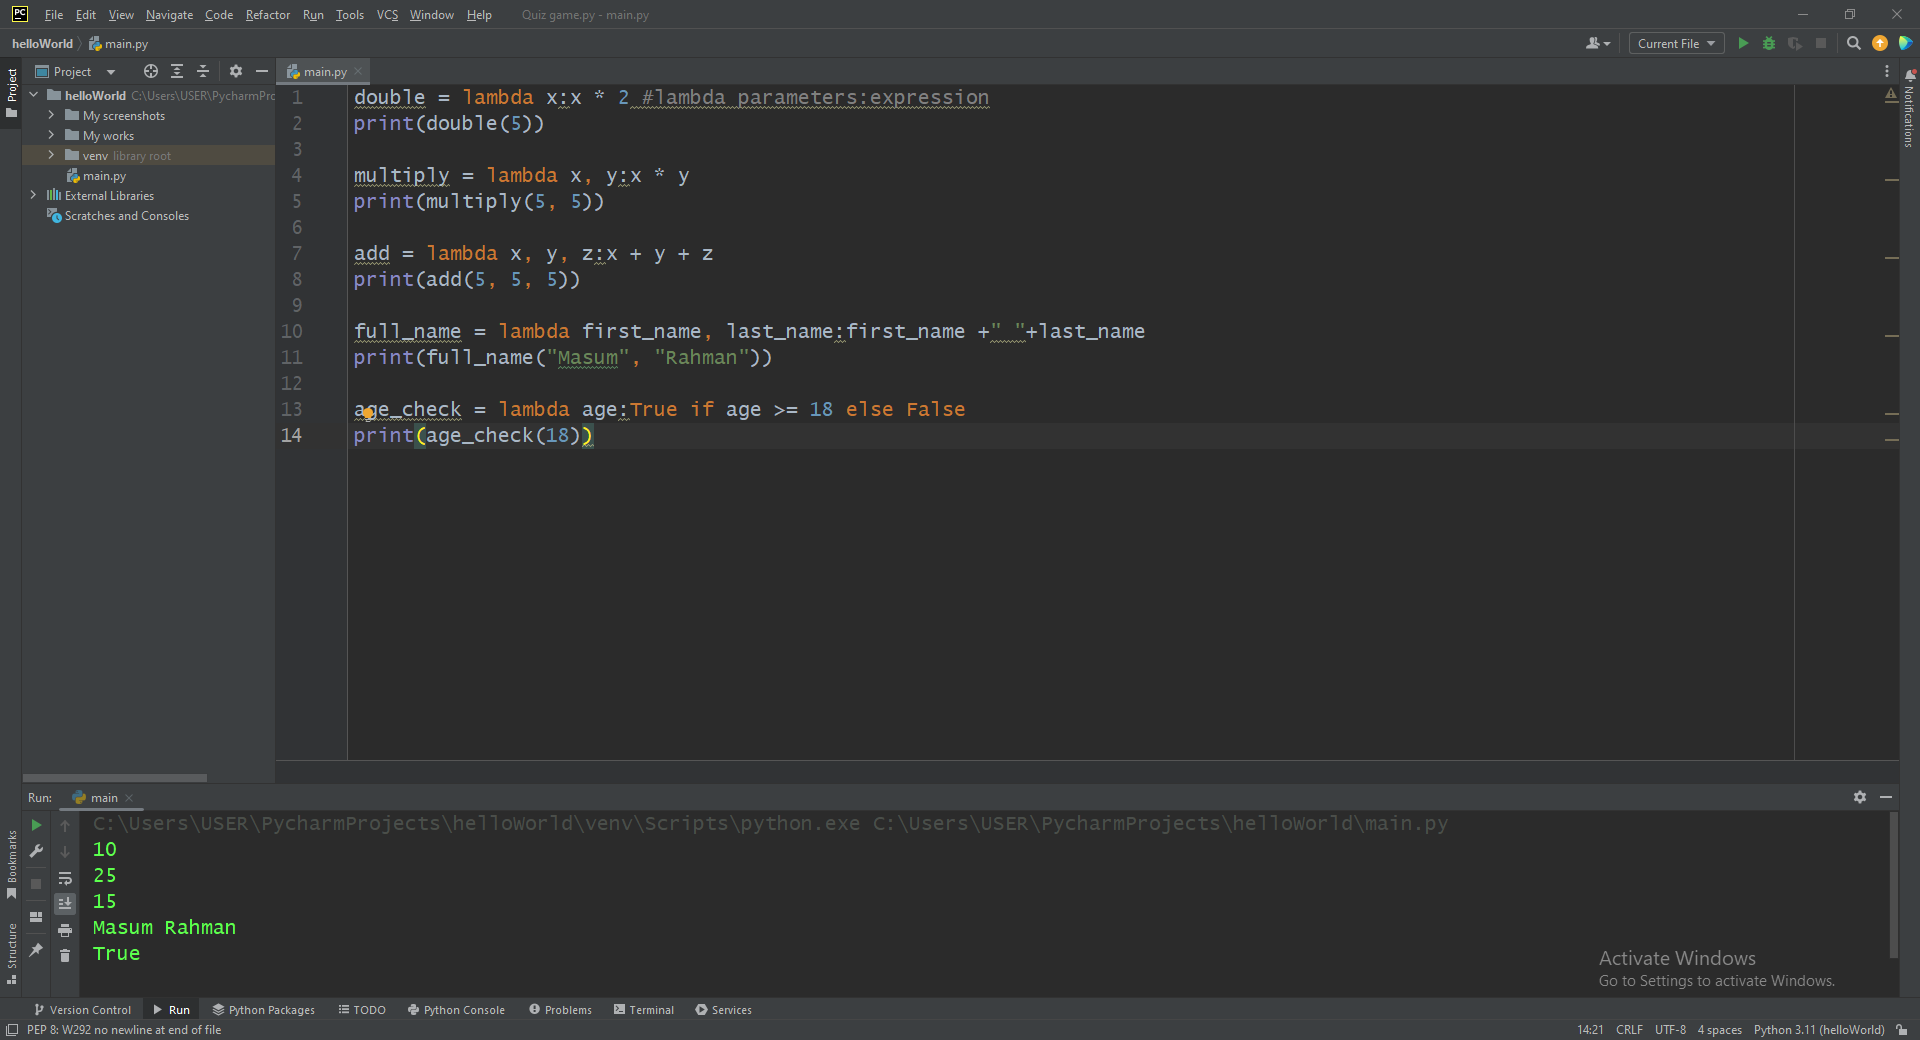 PC File Edit View Navigate Code Refactor Run Tools VCS Window Help Quiz game.py - main.py
helloWorld main.py Current File
Project
Project
main.py
helloWorld C:\Users\USER\PycharmPro
My screenshots
My works
venv library root
main.py
External Libraries
Scratches and Consoles
1 double = lambda x:x * 2 #lambda parameters:expression
2 print(double(5))
3
4 multiply = lambda x, y:x * y
5 print(multiply(5, 5))
6
7 add = lambda x, y, z:x + y + z
8 print(add(5, 5, 5))
9
10 full_name = lambda first_name, last_name:first_name +" "+last_name
11 print(full_name("Masum", "Rahman"))
12
13 age_check = lambda age:True if age >= 18 else False
14 print(age_check(18))
Notifications
Run: main
C:\Users\USER\PycharmProjects\helloWorld\venv\Scripts\python.exe C:\Users\USER\PycharmProjects\helloWorld\main.py
10
25
15
Masum Rahman
True
Bookmarks
Structure
Activate Windows
Go to Settings to activate Windows.
Version Control Run Python Packages TODO Python Console Problems Terminal Services
PEP 8: W292 no newline at end of file 14:21 CRLF UTF-8 4 spaces Python 3.11 (helloWorld)